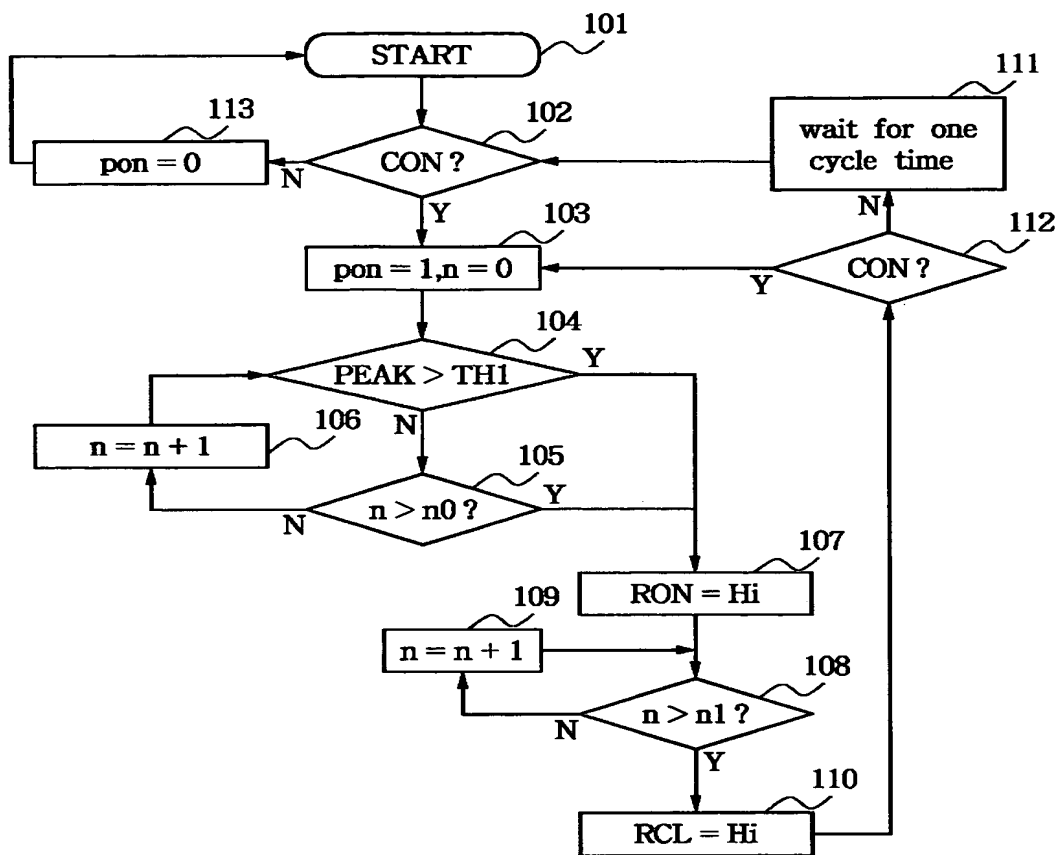 101
START
111
113
102
wait for one
cycle time
pon = 0
N
CON ?
Y
N
112
103
pon = 1,n = 0
Y
CON ?
104
PEAK > TH1
Y
N
106
n = n + 1
105
n > n0 ?
Y
N
107
RON = Hi
109
n = n + 1
108
n > n1 ?
N
Y
110
RCL = Hi